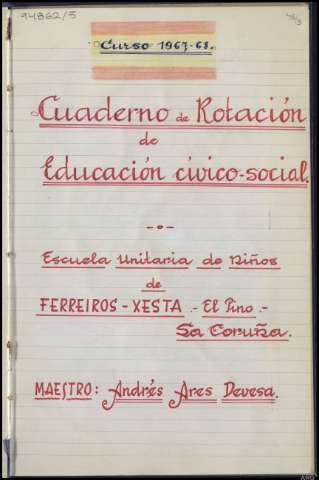 94862/5
Curso 1967-68.
Cuaderno de Rotación
de
Educación cívico-social.
-o-
Escuela Unitaria de Niños
de
FERREIROS - XESTA .- El Pino -.
La Coruña.
MAESTRO: Andrés Ares Devesa.